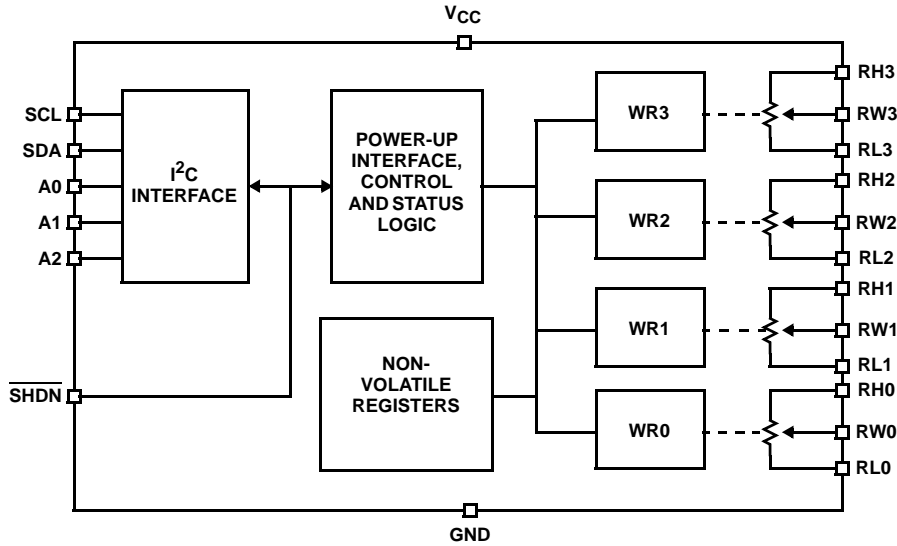 VCC
SCL
SDA
A0
A1
A2
SHDN
I2C
INTERFACE
POWER-UP
INTERFACE,
CONTROL
AND STATUS
LOGIC
NON-
VOLATILE
REGISTERS
WR3
WR2
WR1
WR0
RH3
RW3
RL3
RH2
RW2
RL2
RH1
RW1
RL1
RH0
RW0
RL0
GND